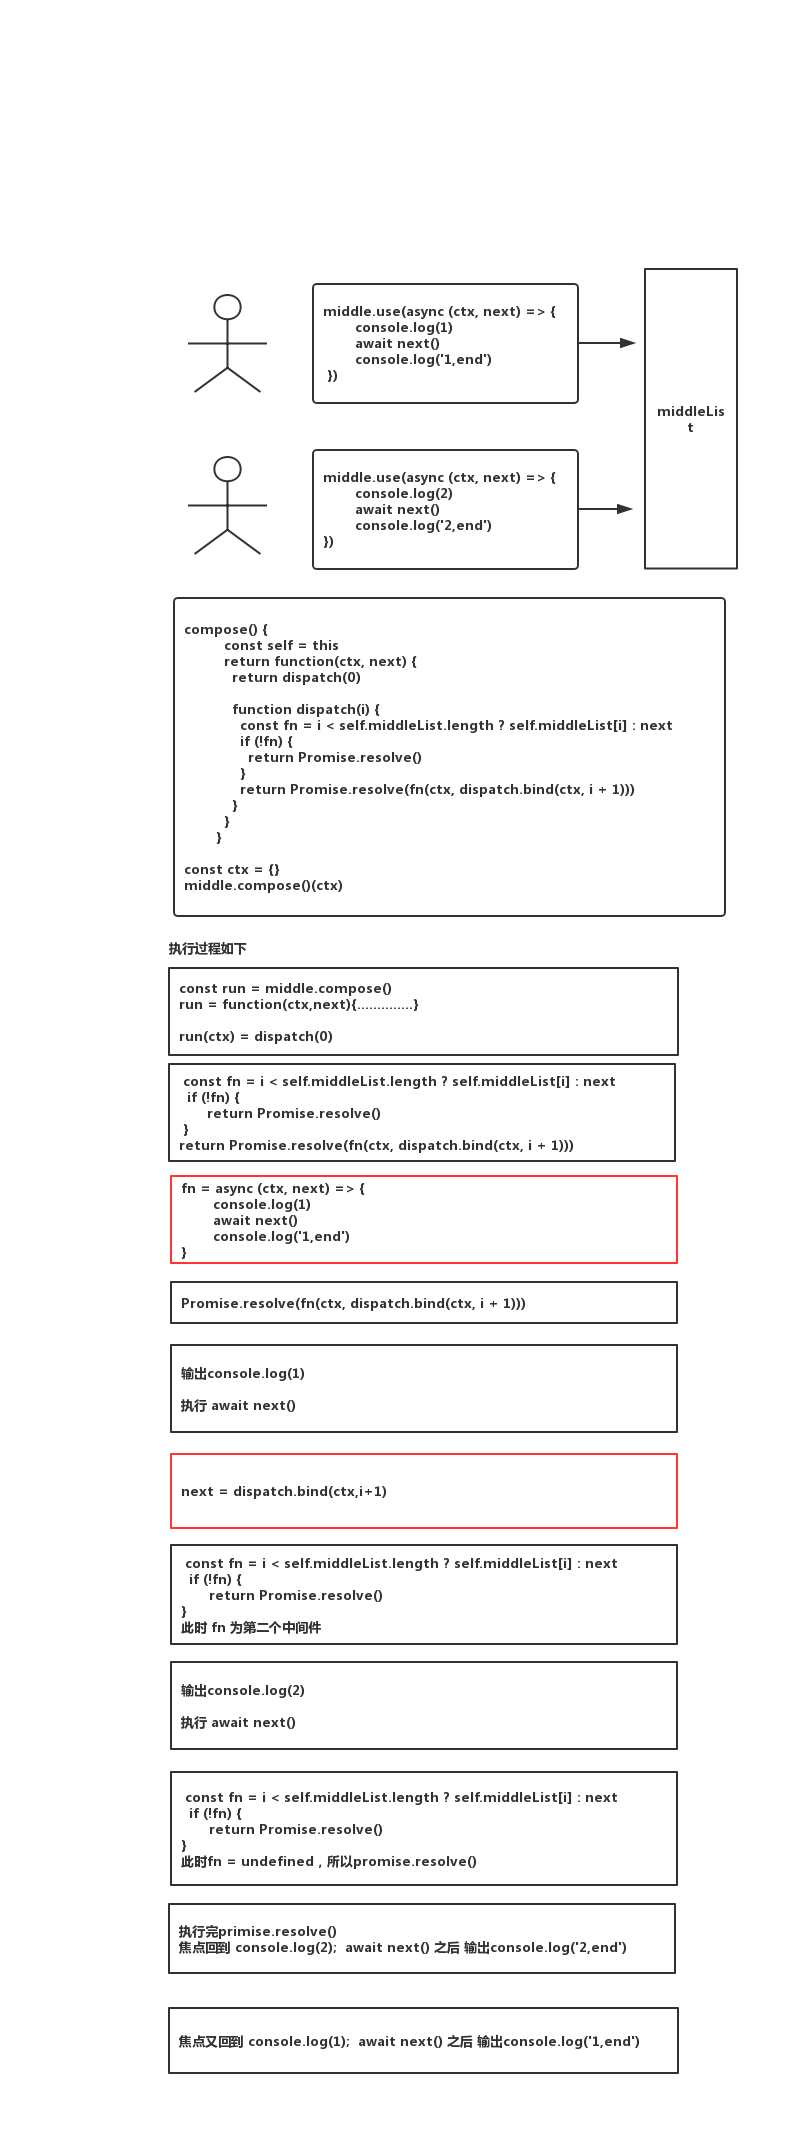 middle.use(async (ctx, next) => {
console.log(1)
await next()
console.log('1,end')
})
middleLis
t
middle.use(async (ctx, next) => {
console.log(2)
await next()
console.log('2,end')
})
compose() {
const self = this
return function(ctx, next) {
return dispatch(0)
function dispatch(i) {
const fn = i < self.middleList.length ? self.middleList[i] : next
if (!fn) {
return Promise.resolve()
}
return Promise.resolve(fn(ctx, dispatch.bind(ctx, i + 1)))
}
}
}
const ctx = {}
middle.compose()(ctx)
执行过程如下
const run = middle.compose()
run = function(ctx,next){..............}
run(ctx) = dispatch(0)
const fn = i < self.middleList.length ? self.middleList[i] : next
if (!fn) {
return Promise.resolve()
}
return Promise.resolve(fn(ctx, dispatch.bind(ctx, i + 1)))
fn = async (ctx, next) => {
console.log(1)
await next()
console.log('1,end')
}
Promise.resolve(fn(ctx, dispatch.bind(ctx, i + 1)))
输出console.log(1)
执行 await next()
next = dispatch.bind(ctx,i+1)
const fn = i < self.middleList.length ? self.middleList[i] : next
if (!fn) {
return Promise.resolve()
}
此时 fn 为第二个中间件
输出console.log(2)
执行 await next()
const fn = i < self.middleList.length ? self.middleList[i] : next
if (!fn) {
return Promise.resolve()
}
此时fn = undefined , 所以promise.resolve()
执行完primise.resolve()
焦点回到 console.log(2);  await next() 之后 输出console.log('2,end')
焦点又回到 console.log(1);  await next() 之后 输出console.log('1,end')